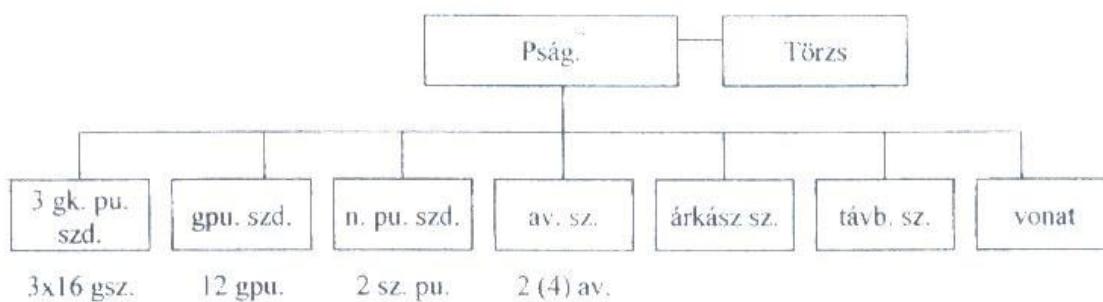 Pság.
Törzs
3 gk. pu.
szd.
gpu. szd.
n. pu. szd.
av. sz.
árkász sz.
távb. sz.
vonat
3x16 gsz.
12 gpu.
2 sz. pu.
2 (4) av.